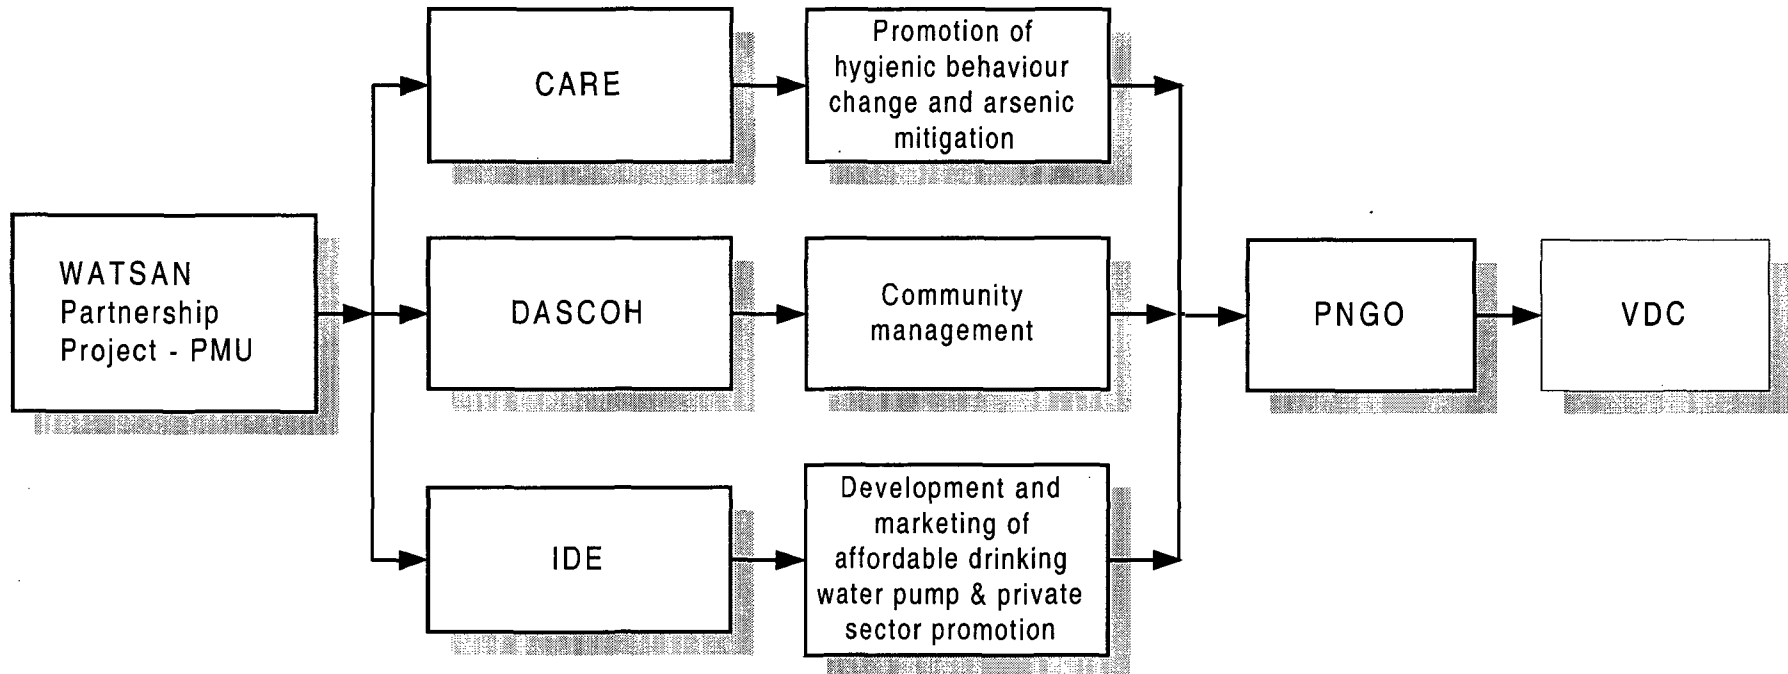 WATSAN
Partnership
Project - PMU
CARE
Promotion of
hygienic behaviour
change and arsenic
mitigation
DASCOH
Community
management
IDE
Development and
marketing of
affordable drinking
water pump & private
sector promotion
PNGO
VDC